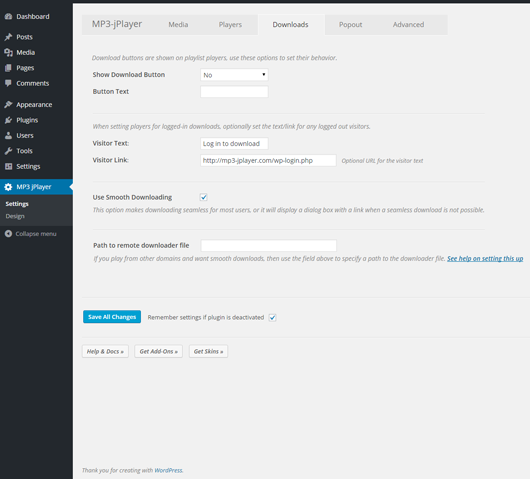 Dashboard
Posts
Media
Pages
Comments
Appearance
Plugins
Users
Tools
Settings
MP3 jPlayer
Settings
Design
Collapse menu
MP3-jPlayer Media Players Downloads Popout Advanced
Download buttons are shown on playlist players, use these options to set their behavior.
Show Download Button No
Button Text
When setting players for logged-in downloads, optionally set the text/link for any logged out visitors.
Visitor Text: Log in to download
Visitor Link: http://mp3-jplayer.com/wp-login.php Optional URL for the visitor text
Use Smooth Downloading
This option makes downloading seamless for most users, or it will display a dialog box with a link when a seamless download is not possible.
Path to remote downloader file
If you play from other domains and want smooth downloads, then use the field above to specify a path to the downloader file. See help on setting this up
Save All Changes Remember settings if plugin is deactivated
Help & Docs » Get Add-Ons » Get Skins »
Thank you for creating with WordPress.